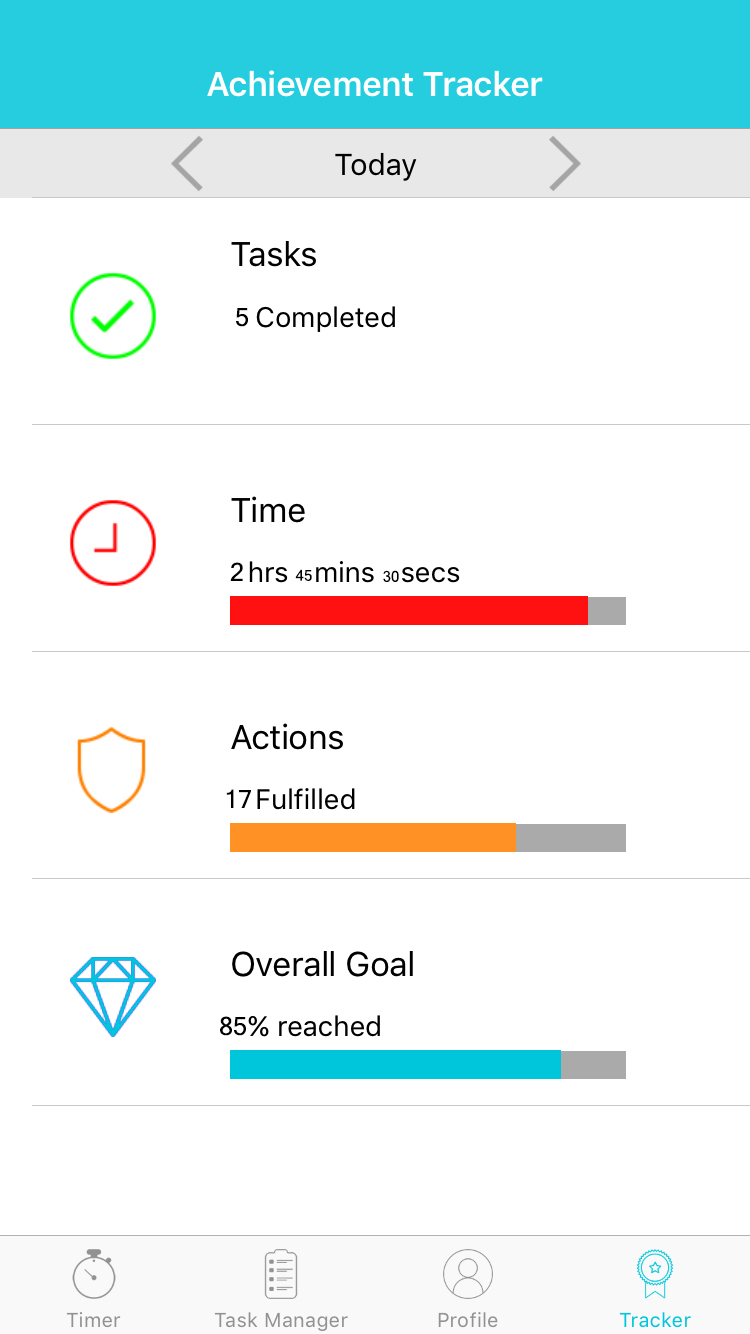 Achievement Tracker
Today
Tasks
5 Completed
Time
2 hrs 45 mins 30 secs
Actions
17 Fulfilled
Overall Goal
85% reached
Timer
Task Manager
Profile
Tracker